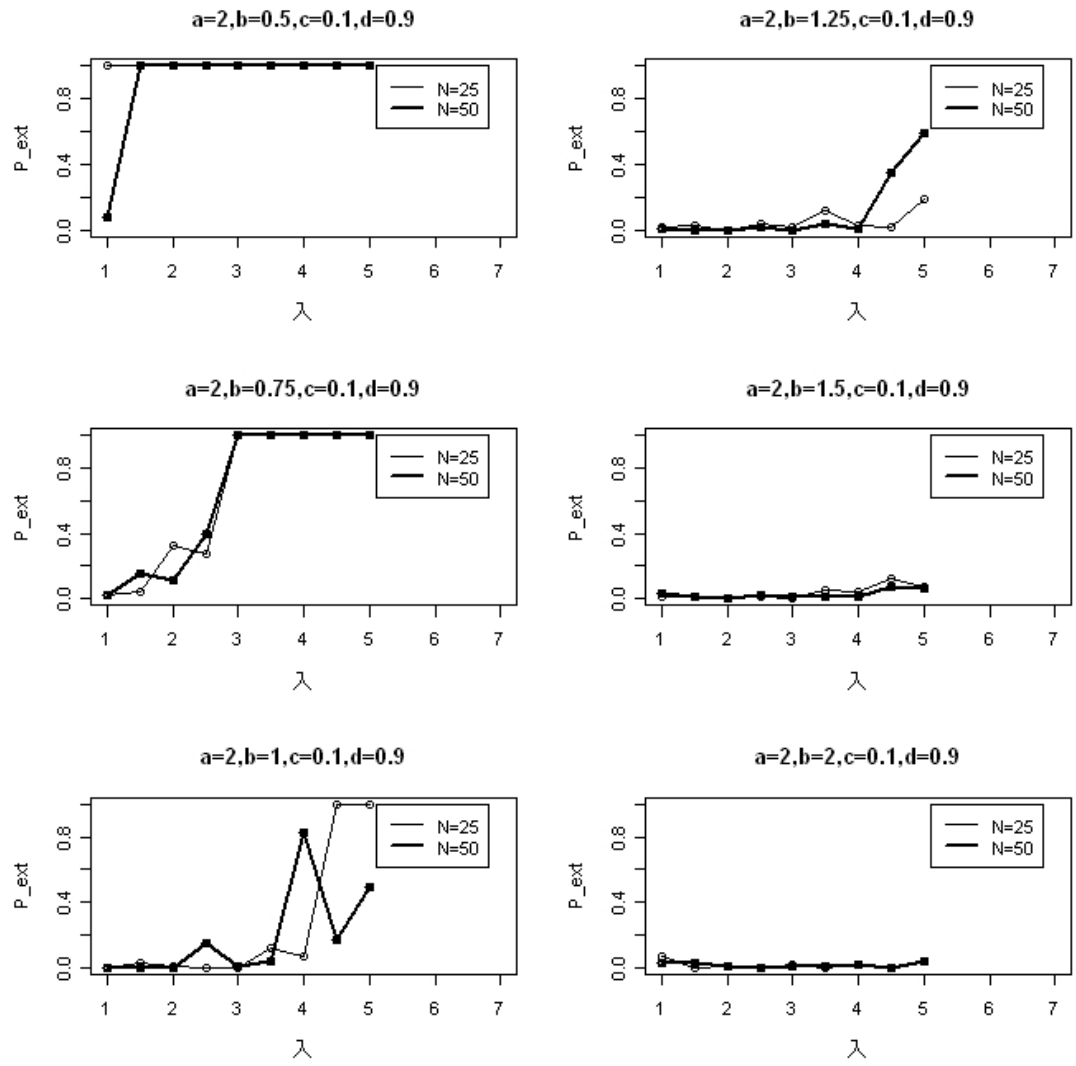 a=2,b=0.5,c=0.1,d=0.9
P_ext
0.8
0.4
0.0
N=25
N=50
1 2 3 4 5 6 7
λ
a=2,b=1.25,c=0.1,d=0.9
P_ext
0.8
0.4
0.0
N=25
N=50
1 2 3 4 5 6 7
λ
a=2,b=0.75,c=0.1,d=0.9
P_ext
0.8
0.4
0.0
N=25
N=50
1 2 3 4 5 6 7
λ
a=2,b=1.5,c=0.1,d=0.9
P_ext
0.8
0.4
0.0
N=25
N=50
1 2 3 4 5 6 7
λ
a=2,b=1,c=0.1,d=0.9
P_ext
0.8
0.4
0.0
N=25
N=50
1 2 3 4 5 6 7
λ
a=2,b=2,c=0.1,d=0.9
P_ext
0.8
0.4
0.0
N=25
N=50
1 2 3 4 5 6 7
λ